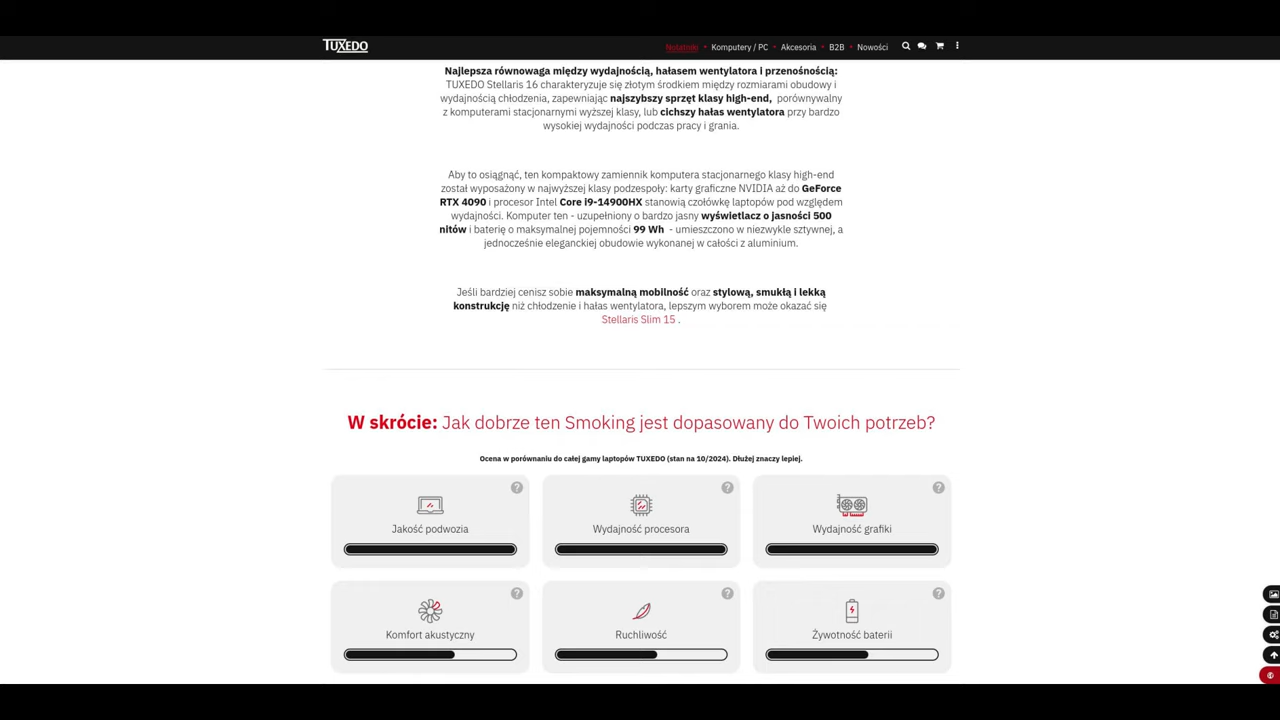 TUXEDO
Notatniki • Komputery / PC • Akcesoria • B2B • Nowości
Najlepsza równowaga między wydajnością, hałasem wentylatora i przenośnością:
TUXEDO Stellaris 16 charakteryzuje się złotym środkiem między rozmiarami obudowy i
wydajnością chłodzenia, zapewniając najszybszy sprzęt klasy high-end, porównywalny
z komputerami stacjonarnymi wyższej klasy, lub cichszy hałas wentylatora przy bardzo
wysokiej wydajności podczas pracy i grania.
Aby to osiągnąć, ten kompaktowy zamiennik komputera stacjonarnego klasy high-end
został wyposażony w najwyższej klasy podzespoły: karty graficzne NVIDIA aż do GeForce
RTX 4090 i procesor Intel Core i9-14900HX stanowią czołówkę laptopów pod względem
wydajności. Komputer ten - uzupełniony o bardzo jasny wyświetlacz o jasności 500
nitów i baterię o maksymalnej pojemności 99 Wh - umieszczono w niezwykle sztywnej, a
jednocześnie eleganckiej obudowie wykonanej w całości z aluminium.
Jeśli bardziej cenisz sobie maksymalną mobilność oraz stylową, smukłą i lekką
konstrukcję niż chłodzenie i hałas wentylatora, lepszym wyborem może okazać się
Stellaris Slim 15 .
W skrócie: Jak dobrze ten Smoking jest dopasowany do Twoich potrzeb?
Ocena w porównaniu do całej gamy laptopów TUXEDO (stan na 10/2024). Dłużej znaczy lepiej.
? ? ?
Jakość podwozia Wydajność procesora Wydajność grafiki
? ? ?
Komfort akustyczny Ruchliwość Żywotność baterii